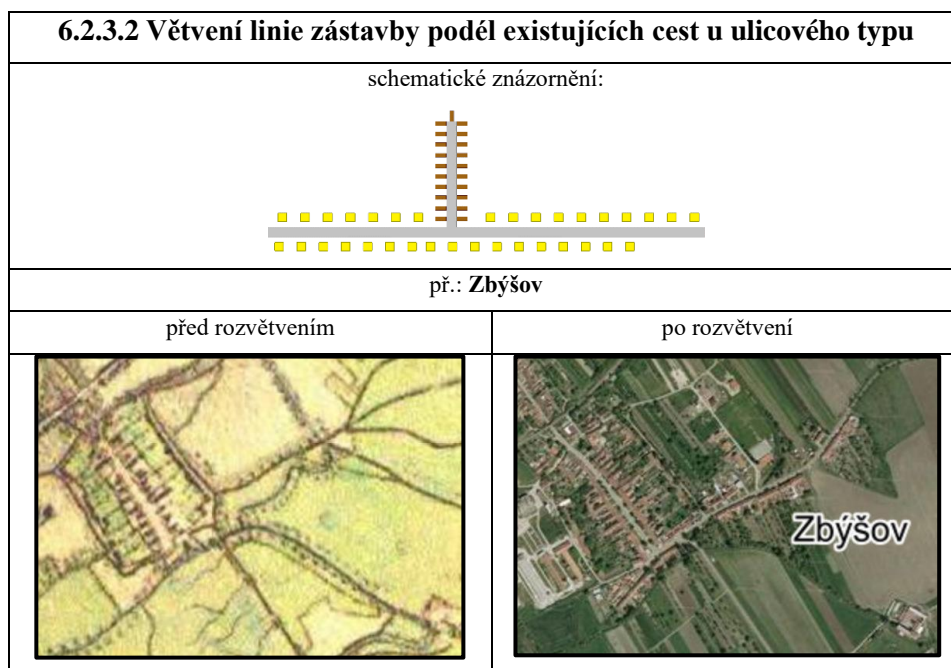 6.2.3.2 Větvení linie zástavby podél existujících cest u ulicového typu
schematické znázornění:
př.: Zbýšov
před rozvětvením
po rozvětvení
Zbýšov